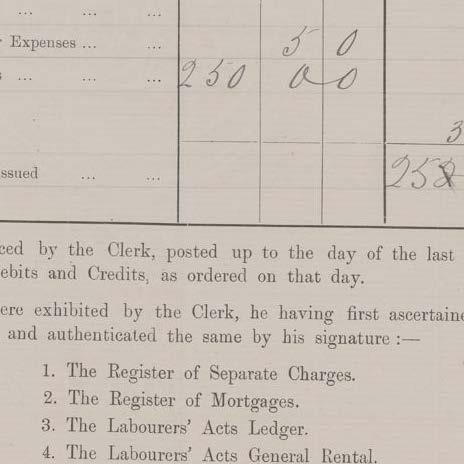 ... ... ...
Expenses ... ... 5 0
s ... ... 250 0 0
3
ssued ... ... 25
ced by the Clerk, posted up to the day of the last
ebits and Credits, as ordered on that day.
ere exhibited by the Clerk, he having first ascertaine
and authenticated the same by his signature :—
1. The Register of Separate Charges.
2. The Register of Mortgages.
3. The Labourers' Acts Ledger.
4. The Labourers' Acts General Rental.